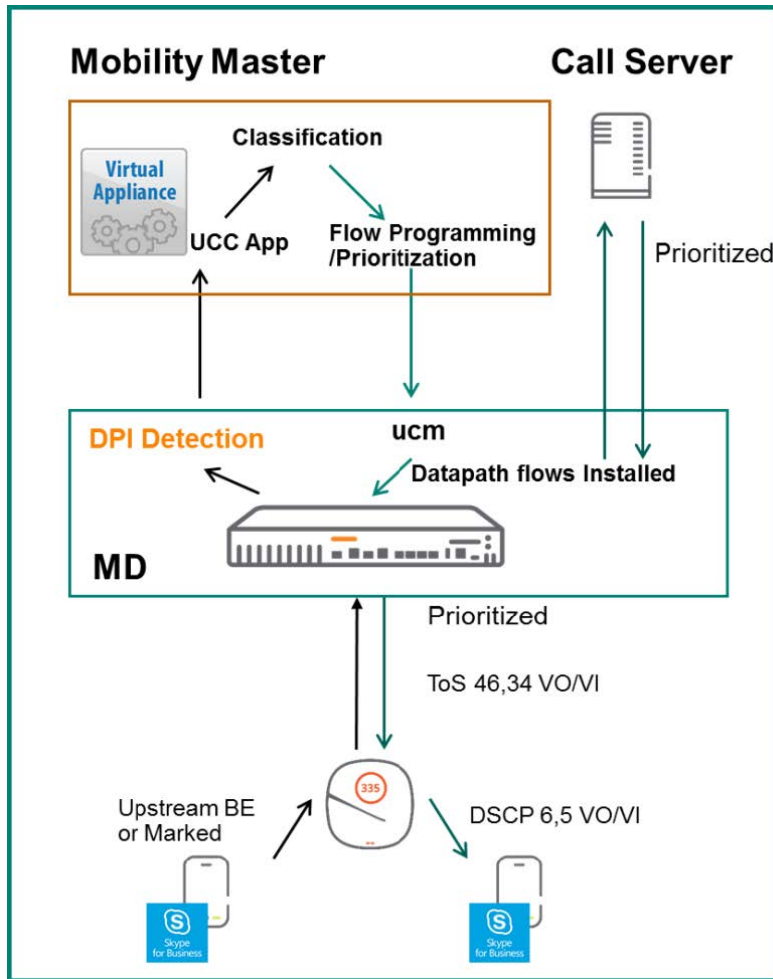 Mobility Master
Call Server
Classification
Virtual
Appliance
UCC App
Flow Programming
/Prioritization
Prioritized
DPI Detection
ucm
Datapath flows Installed
MD
Prioritized
ToS 46,34 VO/VI
335
Upstream BE
or Marked
DSCP 6,5 VO/VI
S
Skype
for Business
S
Skype
for Business